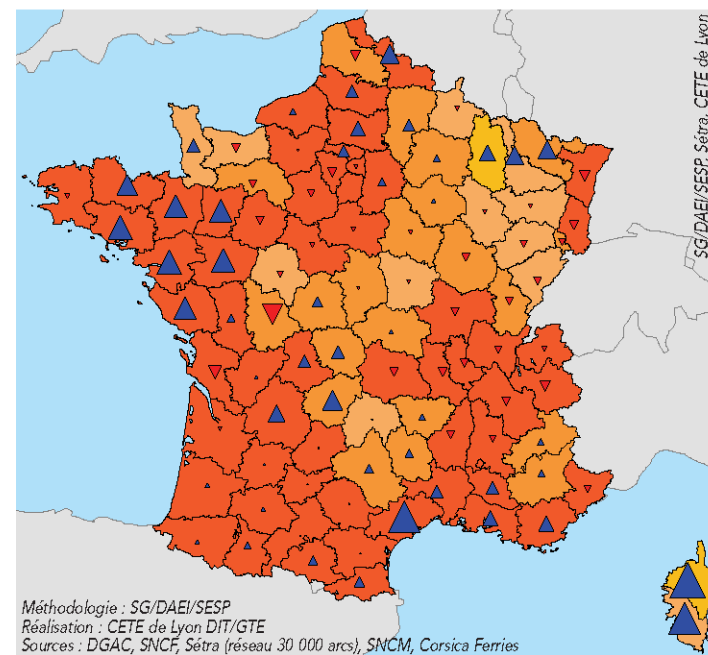 SG/DAEI/SESP, Sétra, CETE de Lyon
Méthodologie : SG/DAEI/SESP
Réalisation : CETE de Lyon DIT/GTE
Sources : DGAC, SNCF, Sétra (réseau 30 000 arcs), SNCM, Corsica Ferries